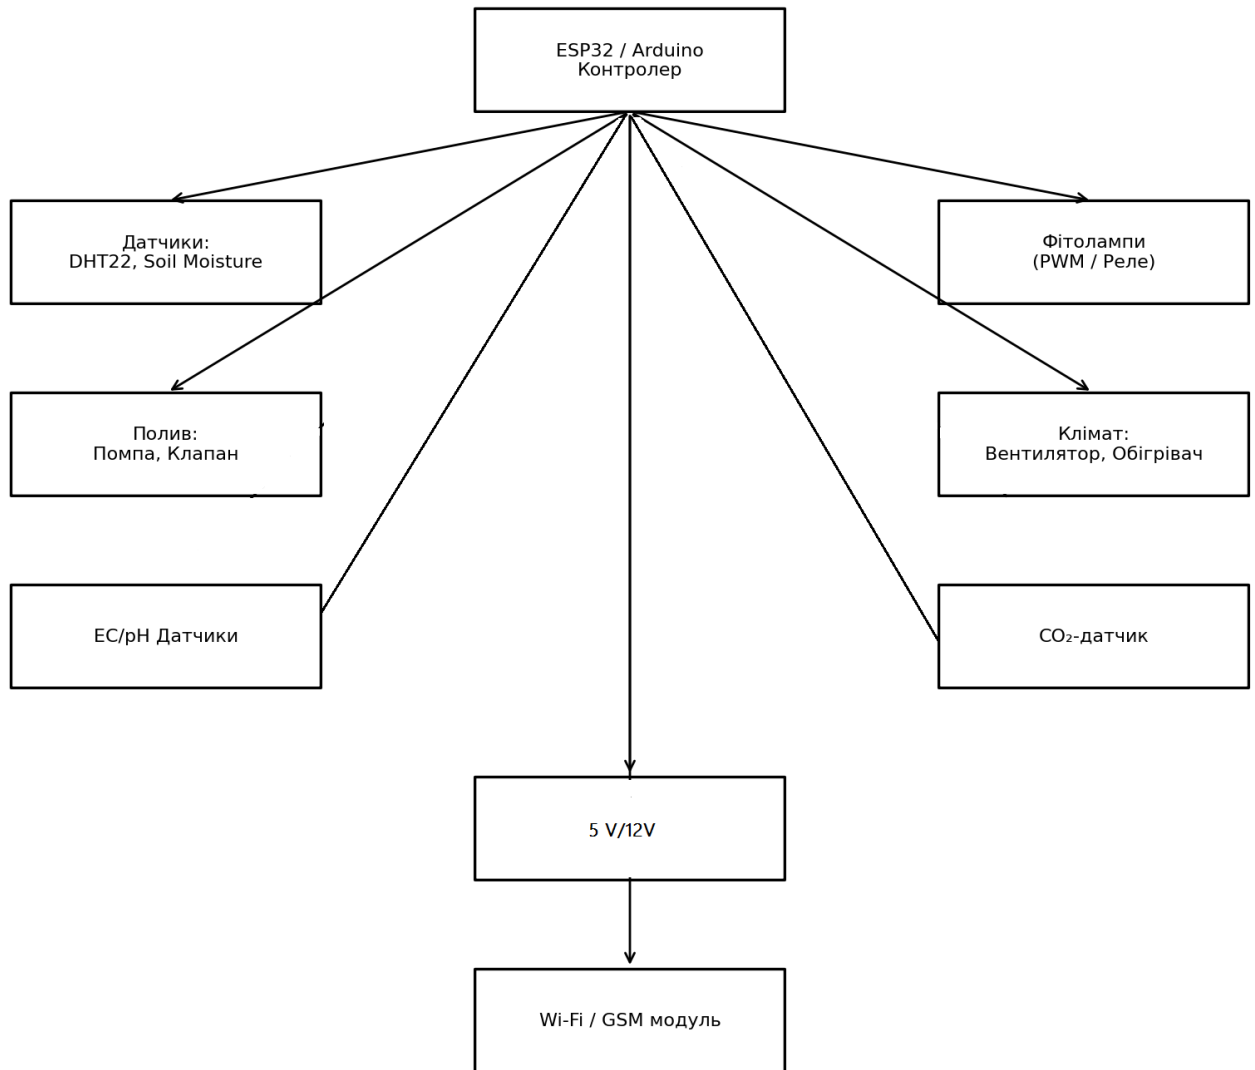 ESP32 / Arduino
Контролер
Датчики:
DHT22, Soil Moisture
Фітолампи
(PWM / Реле)
Полив:
Помпа, Клапан
Клімат:
Вентилятор, Обігрівач
EC/pH Датчики
CO₂-датчик
5 V/12V
Wi-Fi / GSM модуль